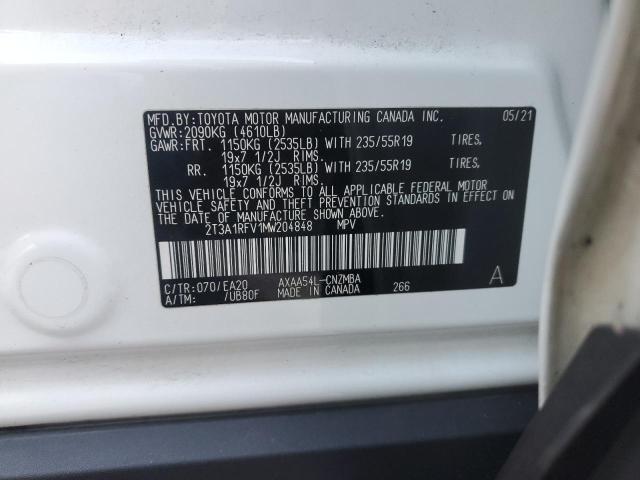 MFD.BY:TOYOTA MOTOR MANUFACTURING CANADA INC. 05/21
GVWR:2090KG (4610LB)
GAWR:FRT. 1150KG (2535LB) WITH 235/55R19 TIRES,
19x7 1/2J RIMS.
RR. 1150KG (2535LB) WITH 235/55R19 TIRES,
19x7 1/2J RIMS.
THIS VEHICLE CONFORMS TO ALL APPLICABLE FEDERAL MOTOR
VEHICLE SAFETY AND THEFT PREVENTION STANDARDS IN EFFECT ON
THE DATE OF MANUFACTURE SHOWN ABOVE.
2T3A1RFV1MW204848 MPV
C/TR:070/EA20 AXAA54L-CNZMBA A
A/TM: /UB80F MADE IN CANADA 266